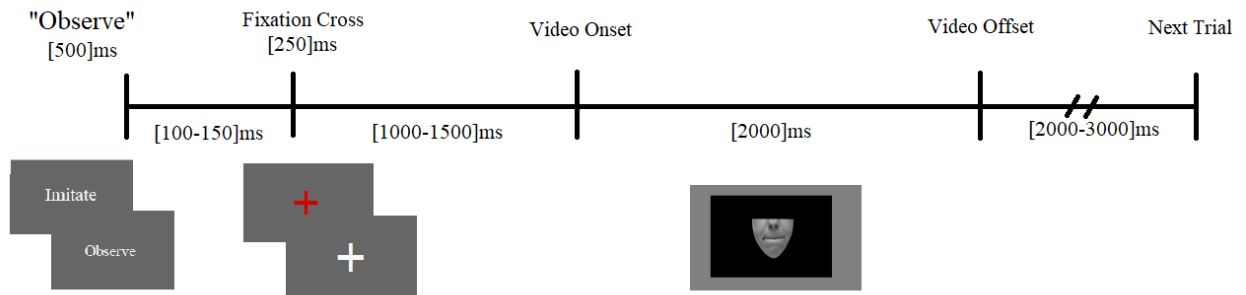 "Observe"
[500]ms
Fixation Cross
[250]ms
Video Onset
Video Offset
Next Trial
[100-150]ms
[1000-1500]ms
[2000]ms
[2000-3000]ms
Imitate
Observe